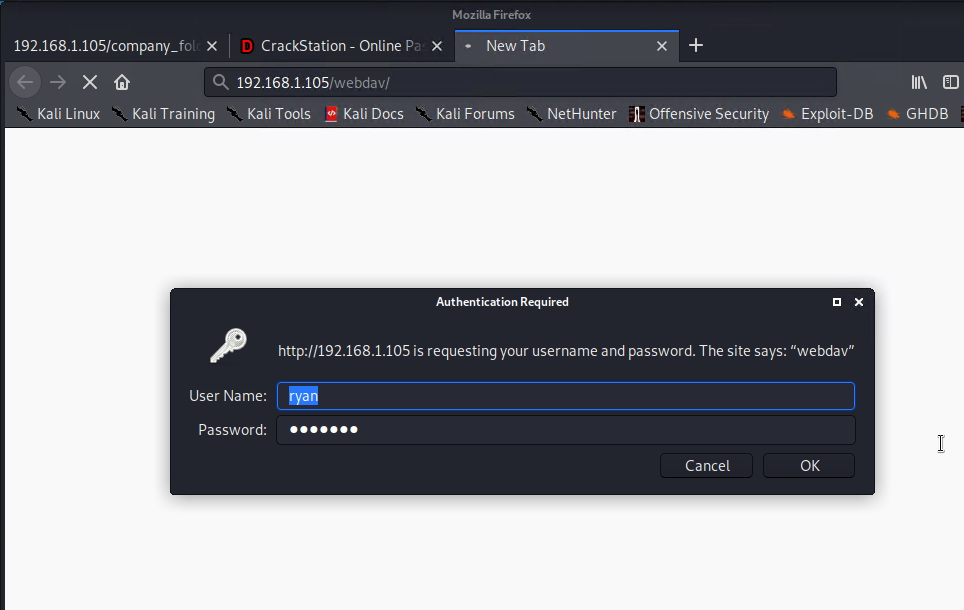 Mozilla Firefox
192.168.1.105/company_fol
CrackStation - Online Pa
New Tab
192.168.1.105/webdav/
Kali Linux Kali Training Kali Tools Kali Docs Kali Forums NetHunter Offensive Security Exploit-DB GHDB
Authentication Required
http://192.168.1.105 is requesting your username and password. The site says: “webdav”
User Name: ryan
Password: •••••••
Cancel OK